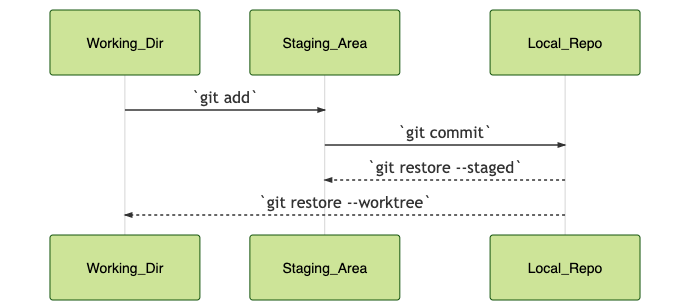 Working_Dir
Staging_Area
Local_Repo
`git add`
`git commit`
`git restore --staged`
`git restore --worktree`
Working_Dir
Staging_Area
Local_Repo